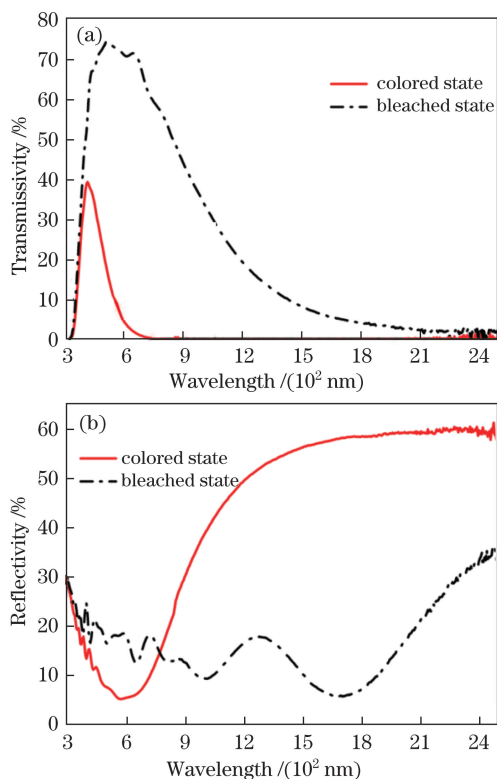 80
(a)
70
60
50
40
30
20
10
0
Transmissivity /%
colored state
bleached state
3 6 9 12 15 18 21 24
Wavelength /(10² nm)
60
(b)
50
40
30
20
10
0
Reflectivity /%
colored state
bleached state
3 6 9 12 15 18 21 24
Wavelength /(10² nm)